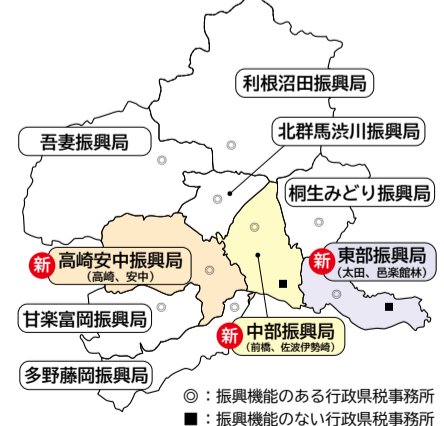 利根沼田振興局
吾妻振興局
北群馬渋川振興局
桐生みどり振興局
新 高崎安中振興局
(高崎、安中)
新 東部振興局
(太田、邑楽館林)
甘楽富岡振興局
新 中部振興局
(前橋、佐波伊勢崎)
多野藤岡振興局
◎：振興機能のある行政県税事務所
■：振興機能のない行政県税事務所